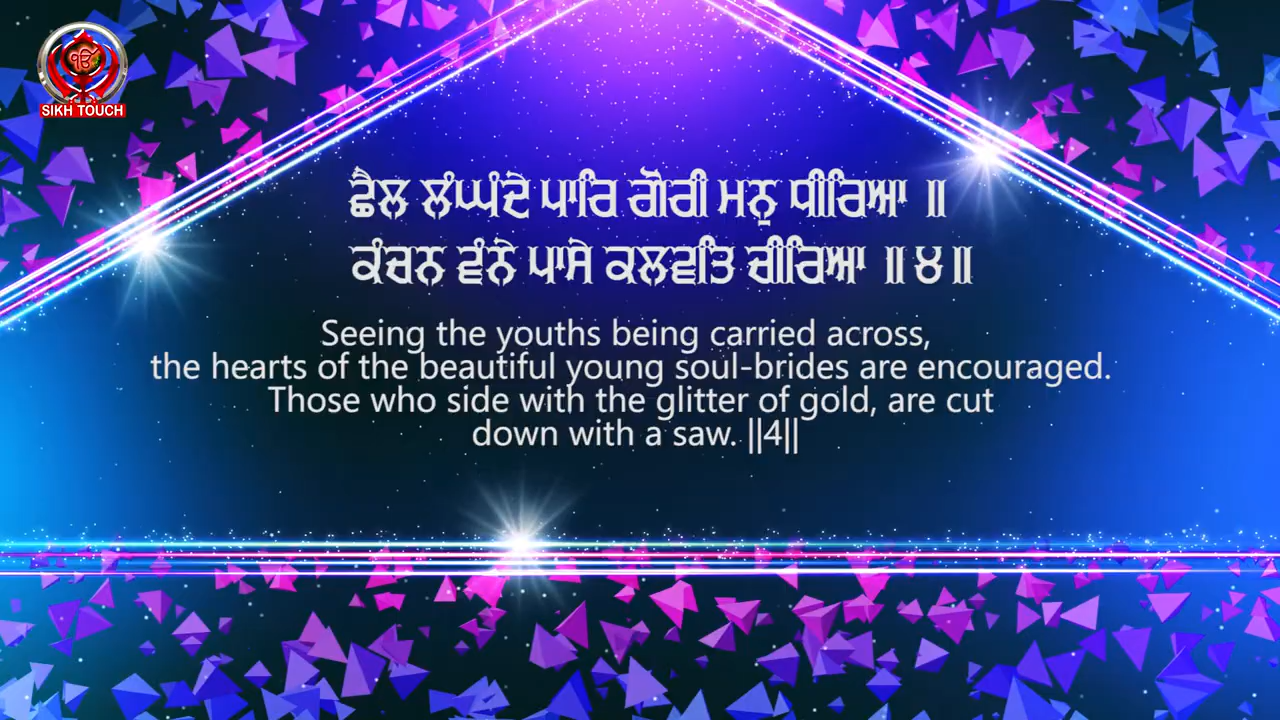 ੴ
SIKH TOUCH
ਛੈਲ ਲੰਘੰਦੇ ਪਾਰਿ ਗੋਰੀ ਮਨੁ ਧੀਰਿਆ ॥
ਕੰਚਨ ਵੰਨੇ ਪਾਸੇ ਕਲਵਤਿ ਚੀਰਿਆ ॥੪॥
Seeing the youths being carried across,
the hearts of the beautiful young soul-brides are encouraged.
Those who side with the glitter of gold, are cut
down with a saw. ||4||